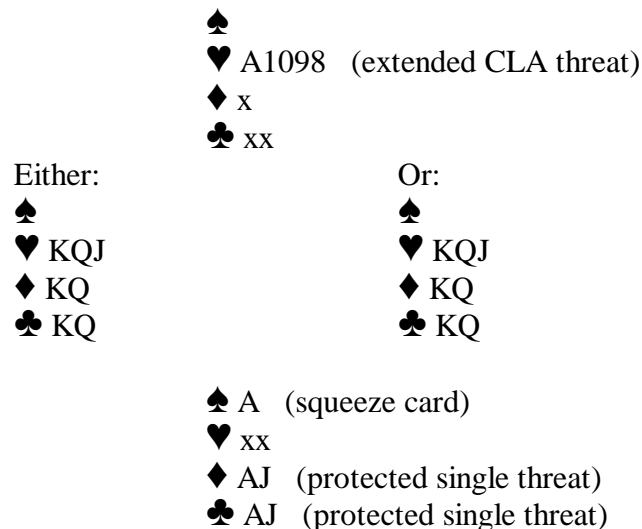 ♠
♥ A1098 (extended CLA threat)
♦ x
♣ xx
Either: Or:
♠ ♠
♥ KQJ ♥ KQJ
♦ KQ ♦ KQ
♣ KQ ♣ KQ
♠ A (squeeze card)
♥ xx
♦ AJ (protected single threat)
♣ AJ (protected single threat)